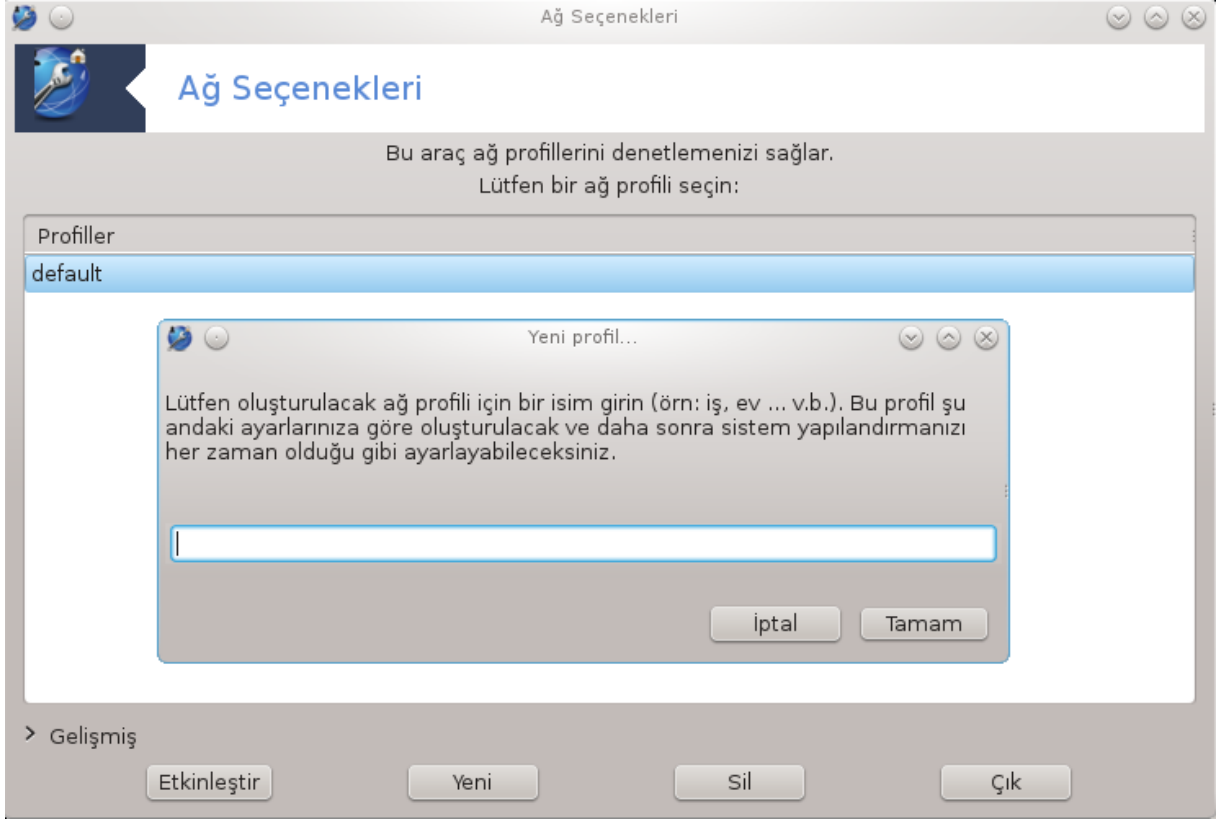 Ağ Seçenekleri
Ağ Seçenekleri
Bu araç ağ profillerini denetlemenizi sağlar.
Lütfen bir ağ profili seçin:
Profiller
default
Yeni profil...
Lütfen oluşturulacak ağ profili için bir isim girin (örn: iş, ev ... v.b.). Bu profil şu
andaki ayarlarınıza göre oluşturulacak ve daha sonra sistem yapılandırmanızı
her zaman olduğu gibi ayarlayabileceksiniz.
İptal Tamam
> Gelişmiş
Etkinleştir Yeni Sil Çık